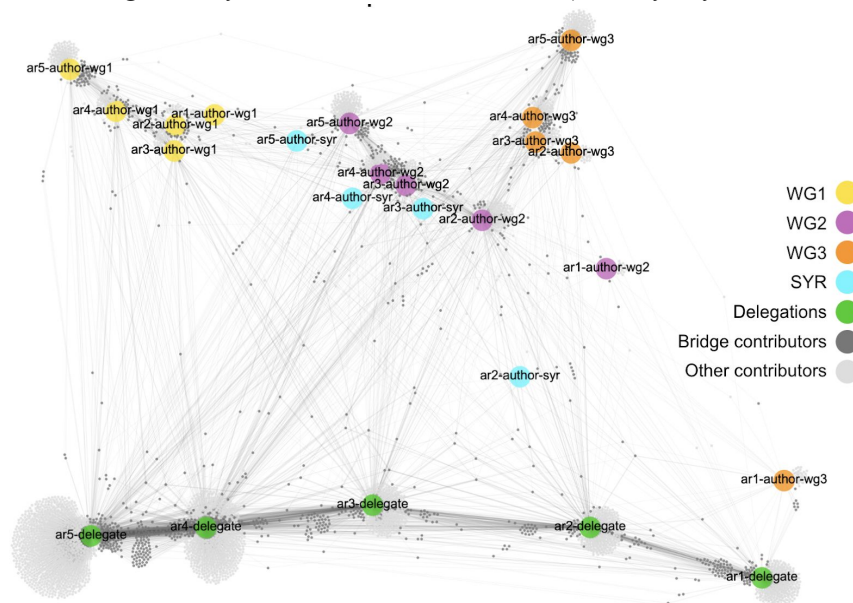 ar5-author-wg3
ar5-author-wg1
ar4-author-wg1
ar1-author-wg1
ar2-author-wg1
ar3-author-wg1
ar5-author-wg2
ar5-author-syr
ar4-author-wg3
ar3-author-wg3
ar2-author-wg3
ar4-author-wg2
ar3-author-wg2
ar4-author-syr
ar3-author-syr
ar2-author-wg2
ar1-author-wg2
WG1
WG2
WG3
SYR
Delegations
Bridge contributors
Other contributors
ar2-author-syr
ar1-author-wg3
ar3-delegate
ar4-delegate
ar5-delegate
ar2-delegate
ar1-delegate